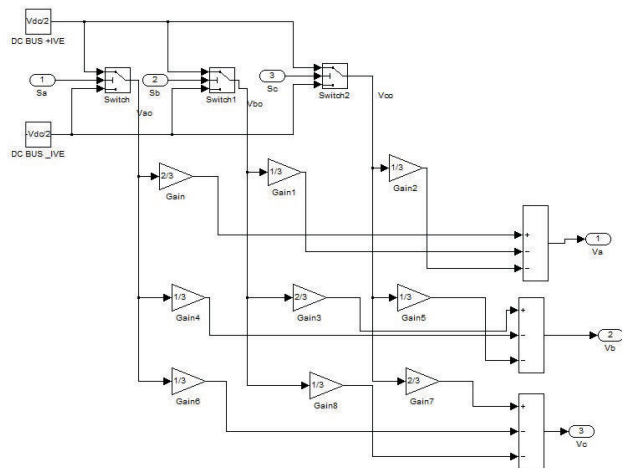 Vdc/2
DC BUS +IVE
1
Sa
2
Sb
3
Sc
Switch
Switch1
Switch2
Vao
Vbo
Vco
-Vdc/2
DC BUS _IVE
2/3
Gain
1/3
Gain1
1/3
Gain2
+
-
-
1
Va
1/3
Gain4
2/3
Gain3
1/3
Gain5
+
-
-
2
Vb
1/3
Gain6
1/3
Gain8
2/3
Gain7
+
-
-
3
Vc